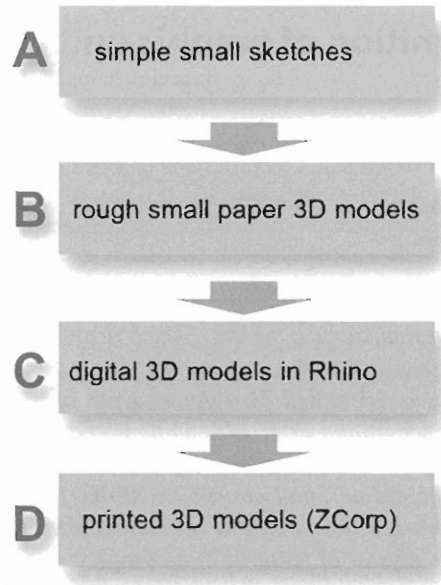 A simple small sketches
B rough small paper 3D models
C digital 3D models in Rhino
D printed 3D models (ZCorp)